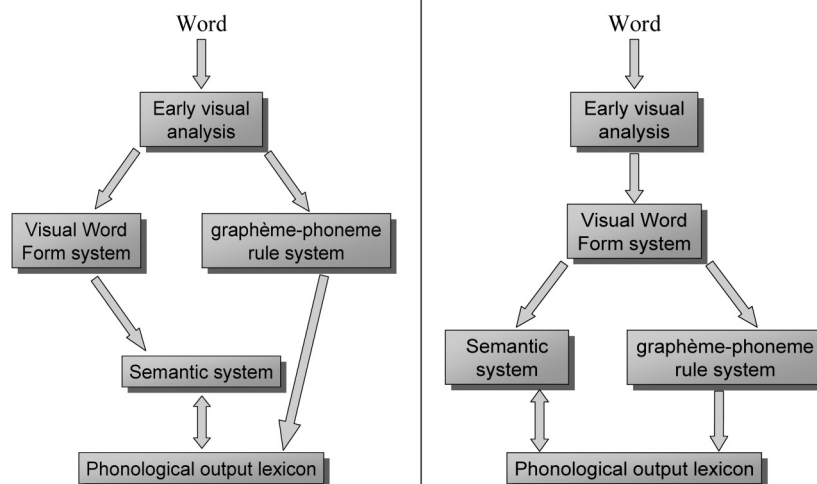 Word
Early visual
analysis
Visual Word
Form system
graphème-phoneme
rule system
Semantic system
Phonological output lexicon
Word
Early visual
analysis
Visual Word
Form system
Semantic
system
graphème-phoneme
rule system
Phonological output lexicon